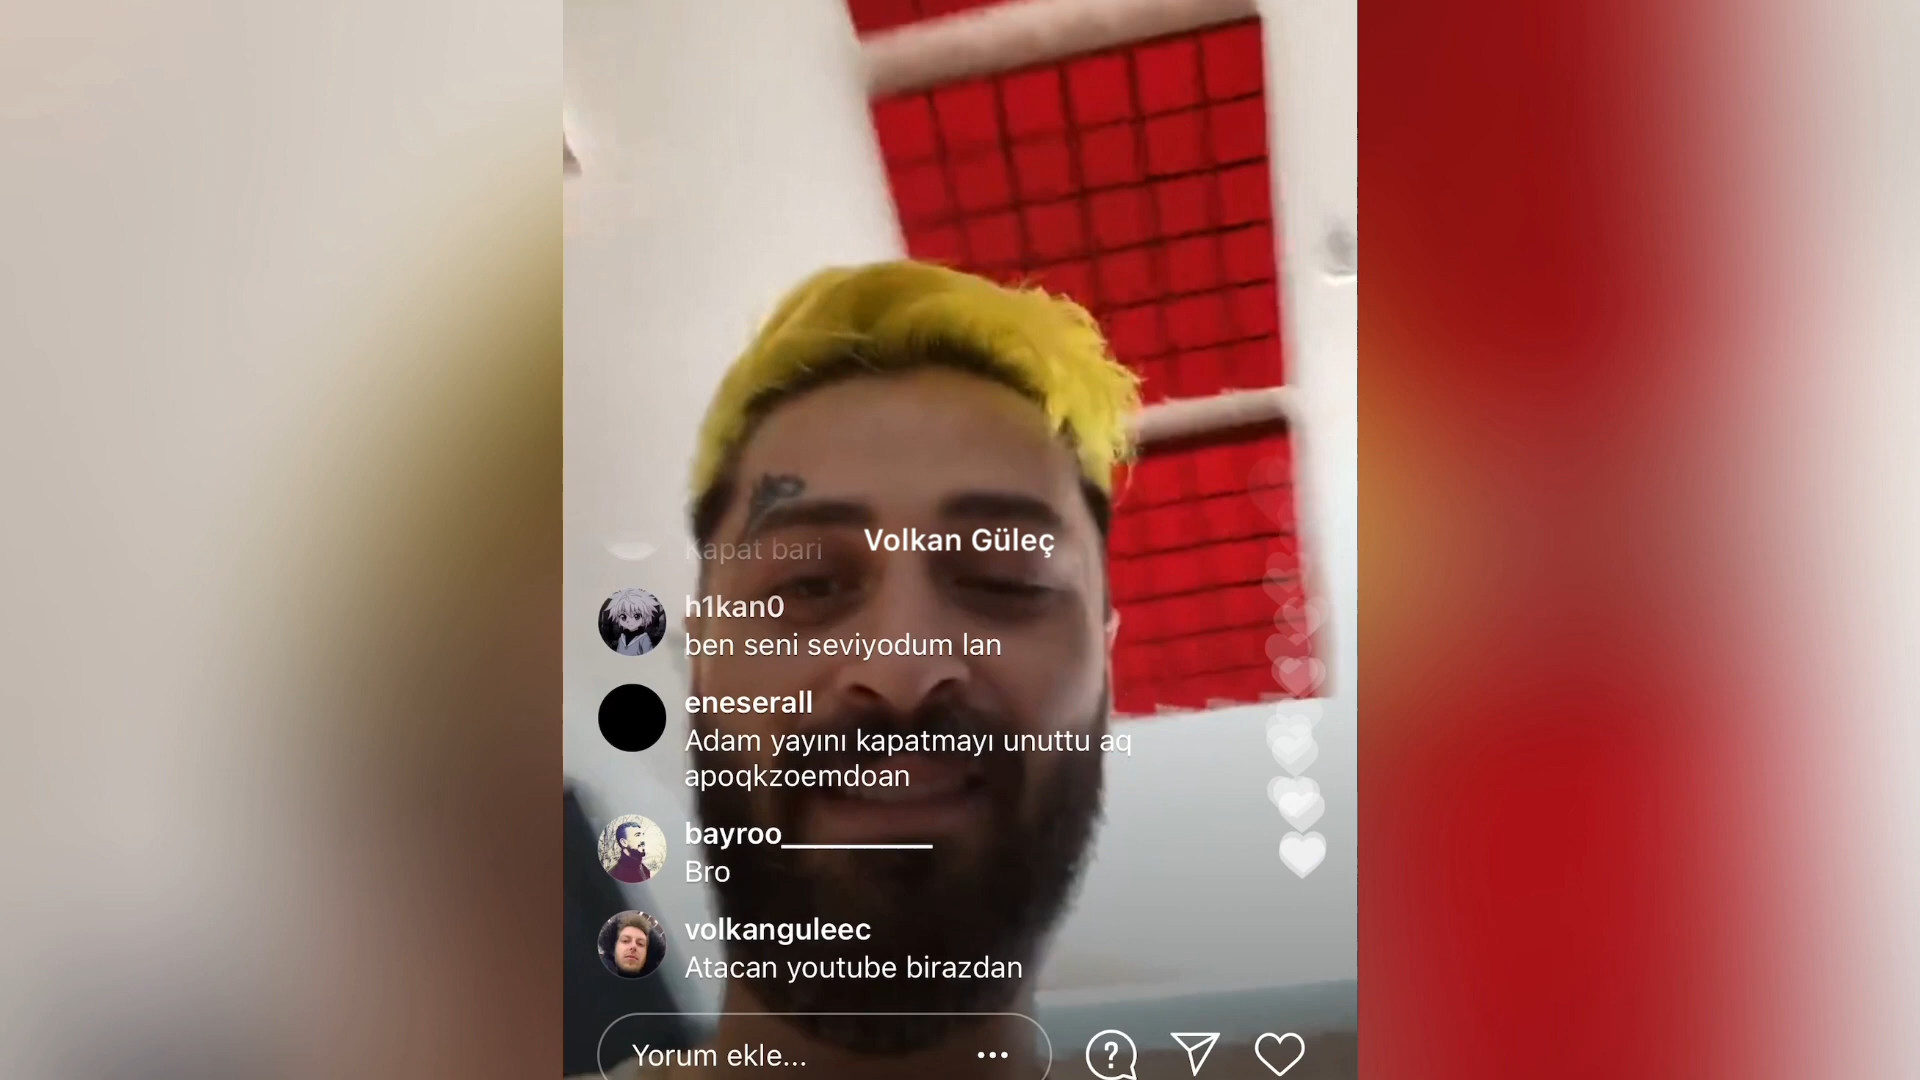 Kapat bari
Volkan Güleç
h1kan0
ben seni seviyodum lan
eneserall
Adam yayını kapatmayı unuttu aq
apoqkzoemdoan
bayroo__________
Bro
volkanguleec
Atacan youtube birazdan
Yorum ekle...